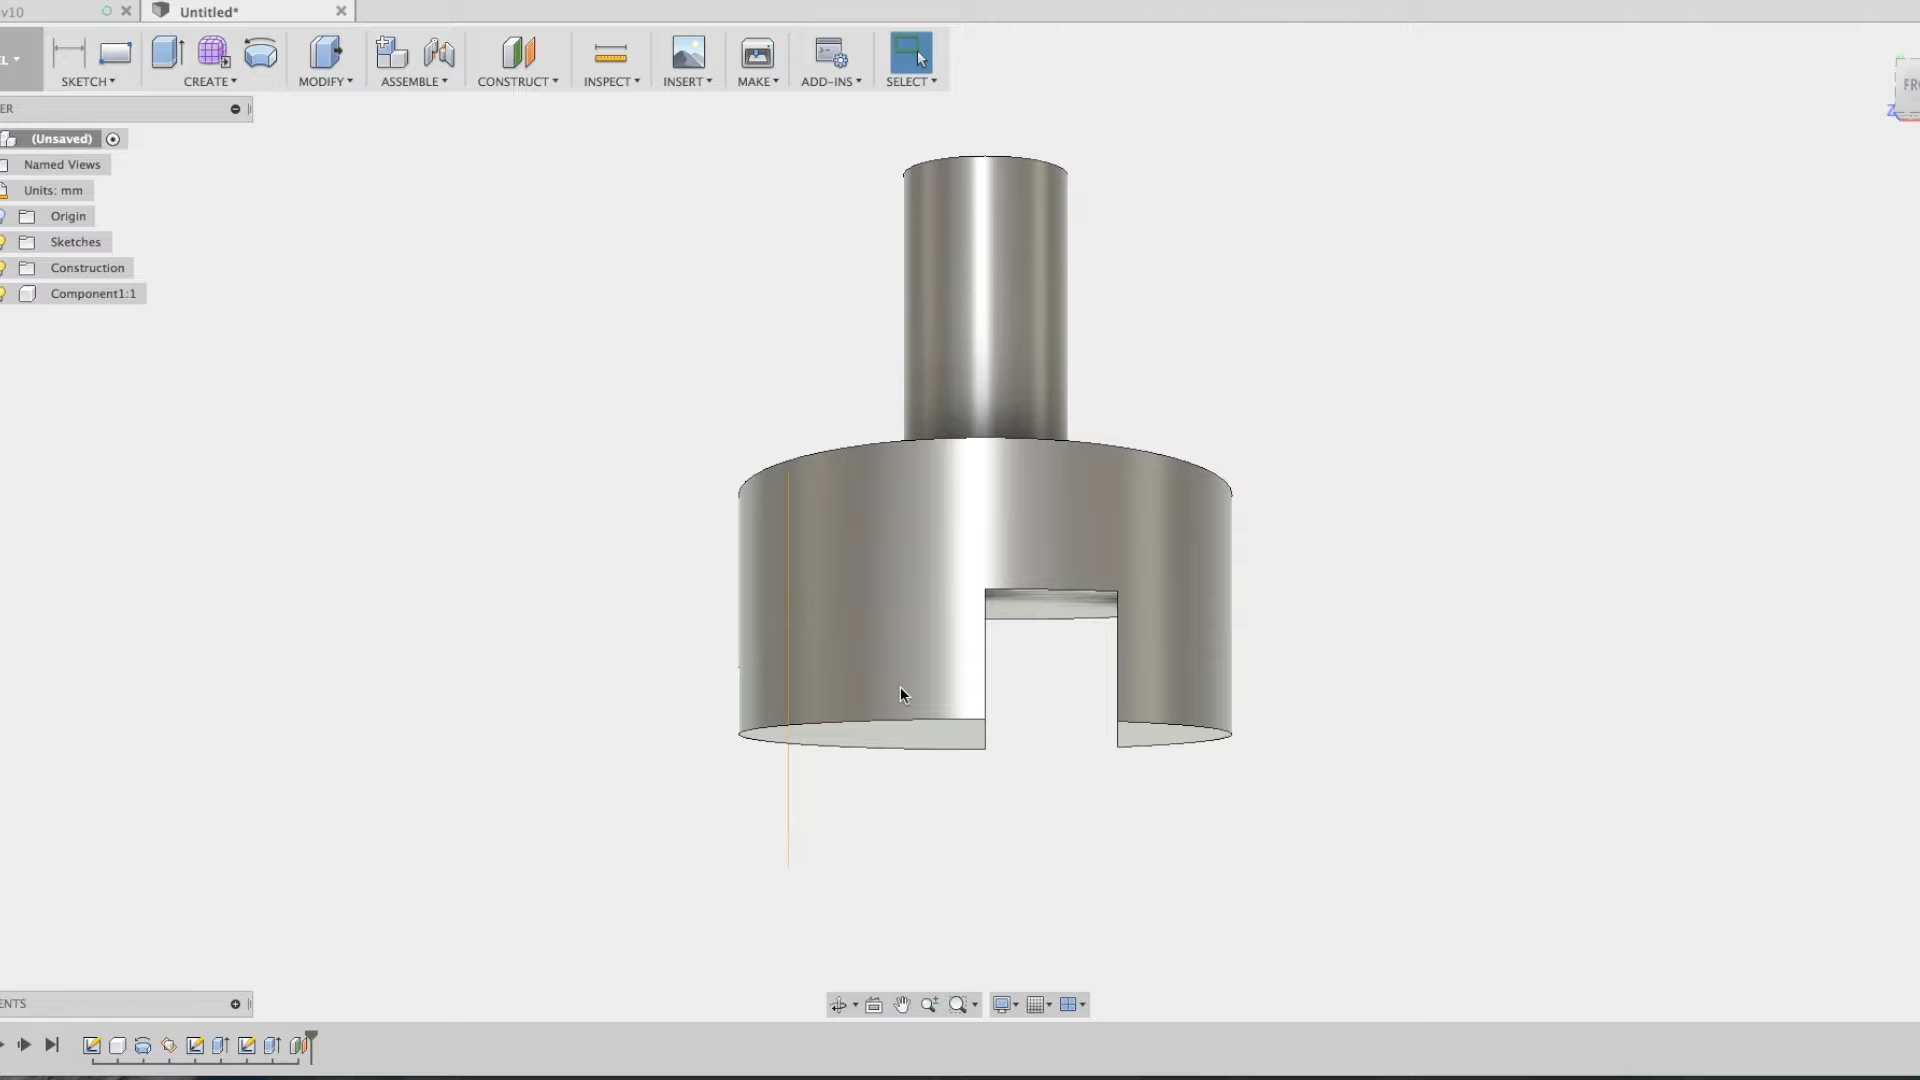 v10
Untitled*
SKETCH CREATE MODIFY ASSEMBLE CONSTRUCT INSPECT INSERT MAKE ADD-INS SELECT
L
FR
Z
ER
(Unsaved)
Named Views
Units: mm
Origin
Sketches
Construction
Component1:1
ENTS